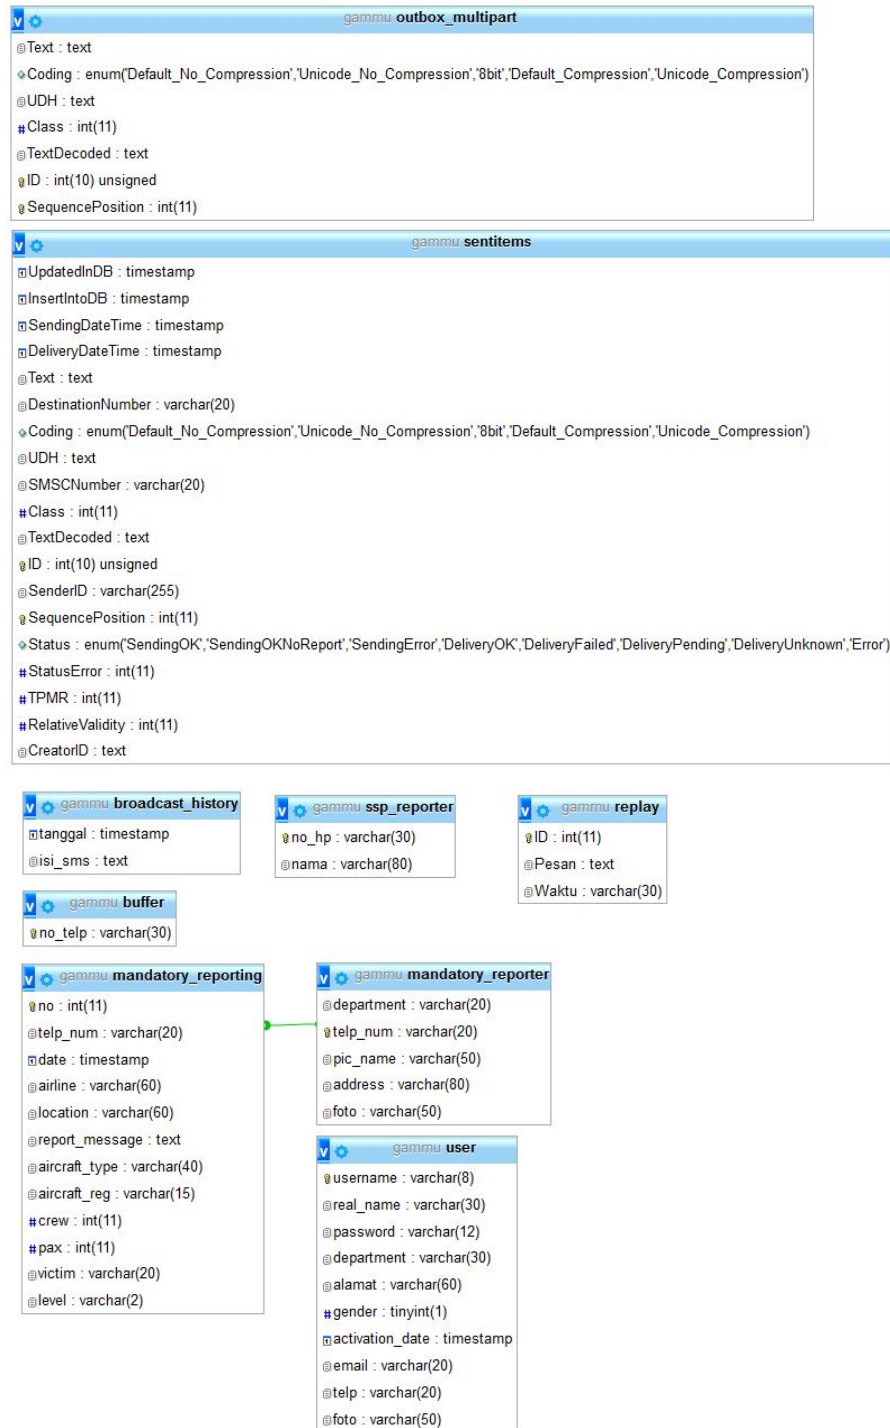 gammu outbox_multipart
Text : text
Coding : enum('Default_No_Compression','Unicode_No_Compression','8bit','Default_Compression','Unicode_Compression')
UDH : text
#Class : int(11)
TextDecoded : text
ID : int(10) unsigned
SequencePosition : int(11)
gammu sentitems
UpdatedInDB : timestamp
InsertIntoDB : timestamp
SendingDateTime : timestamp
DeliveryDateTime : timestamp
Text : text
DestinationNumber : varchar(20)
Coding : enum('Default_No_Compression','Unicode_No_Compression','8bit','Default_Compression','Unicode_Compression')
UDH : text
SMSCNumber : varchar(20)
#Class : int(11)
TextDecoded : text
ID : int(10) unsigned
SenderID : varchar(255)
SequencePosition : int(11)
Status : enum('SendingOK','SendingOKNoReport','SendingError','DeliveryOK','DeliveryFailed','DeliveryPending','DeliveryUnknown','Error')
#StatusError : int(11)
#TPMR : int(11)
#RelativeValidity : int(11)
CreatorID : text
gammu broadcast_history
tanggal : timestamp
isi_sms : text
gammu ssp_reporter
no_hp : varchar(30)
nama : varchar(80)
gammu replay
ID : int(11)
Pesan : text
Waktu : varchar(30)
gammu buffer
no_telp : varchar(30)
gammu mandatory_reporting
no : int(11)
telp_num : varchar(20)
date : timestamp
airline : varchar(60)
location : varchar(60)
report_message : text
aircraft_type : varchar(40)
aircraft_reg : varchar(15)
#crew : int(11)
#pax : int(11)
victim : varchar(20)
level : varchar(2)
gammu mandatory_reporter
department : varchar(20)
telp_num : varchar(20)
pic_name : varchar(50)
address : varchar(80)
foto : varchar(50)
gammu user
username : varchar(8)
real_name : varchar(30)
password : varchar(12)
department : varchar(30)
alamat : varchar(60)
#gender : tinyint(1)
activation_date : timestamp
email : varchar(20)
telp : varchar(20)
foto : varchar(50)